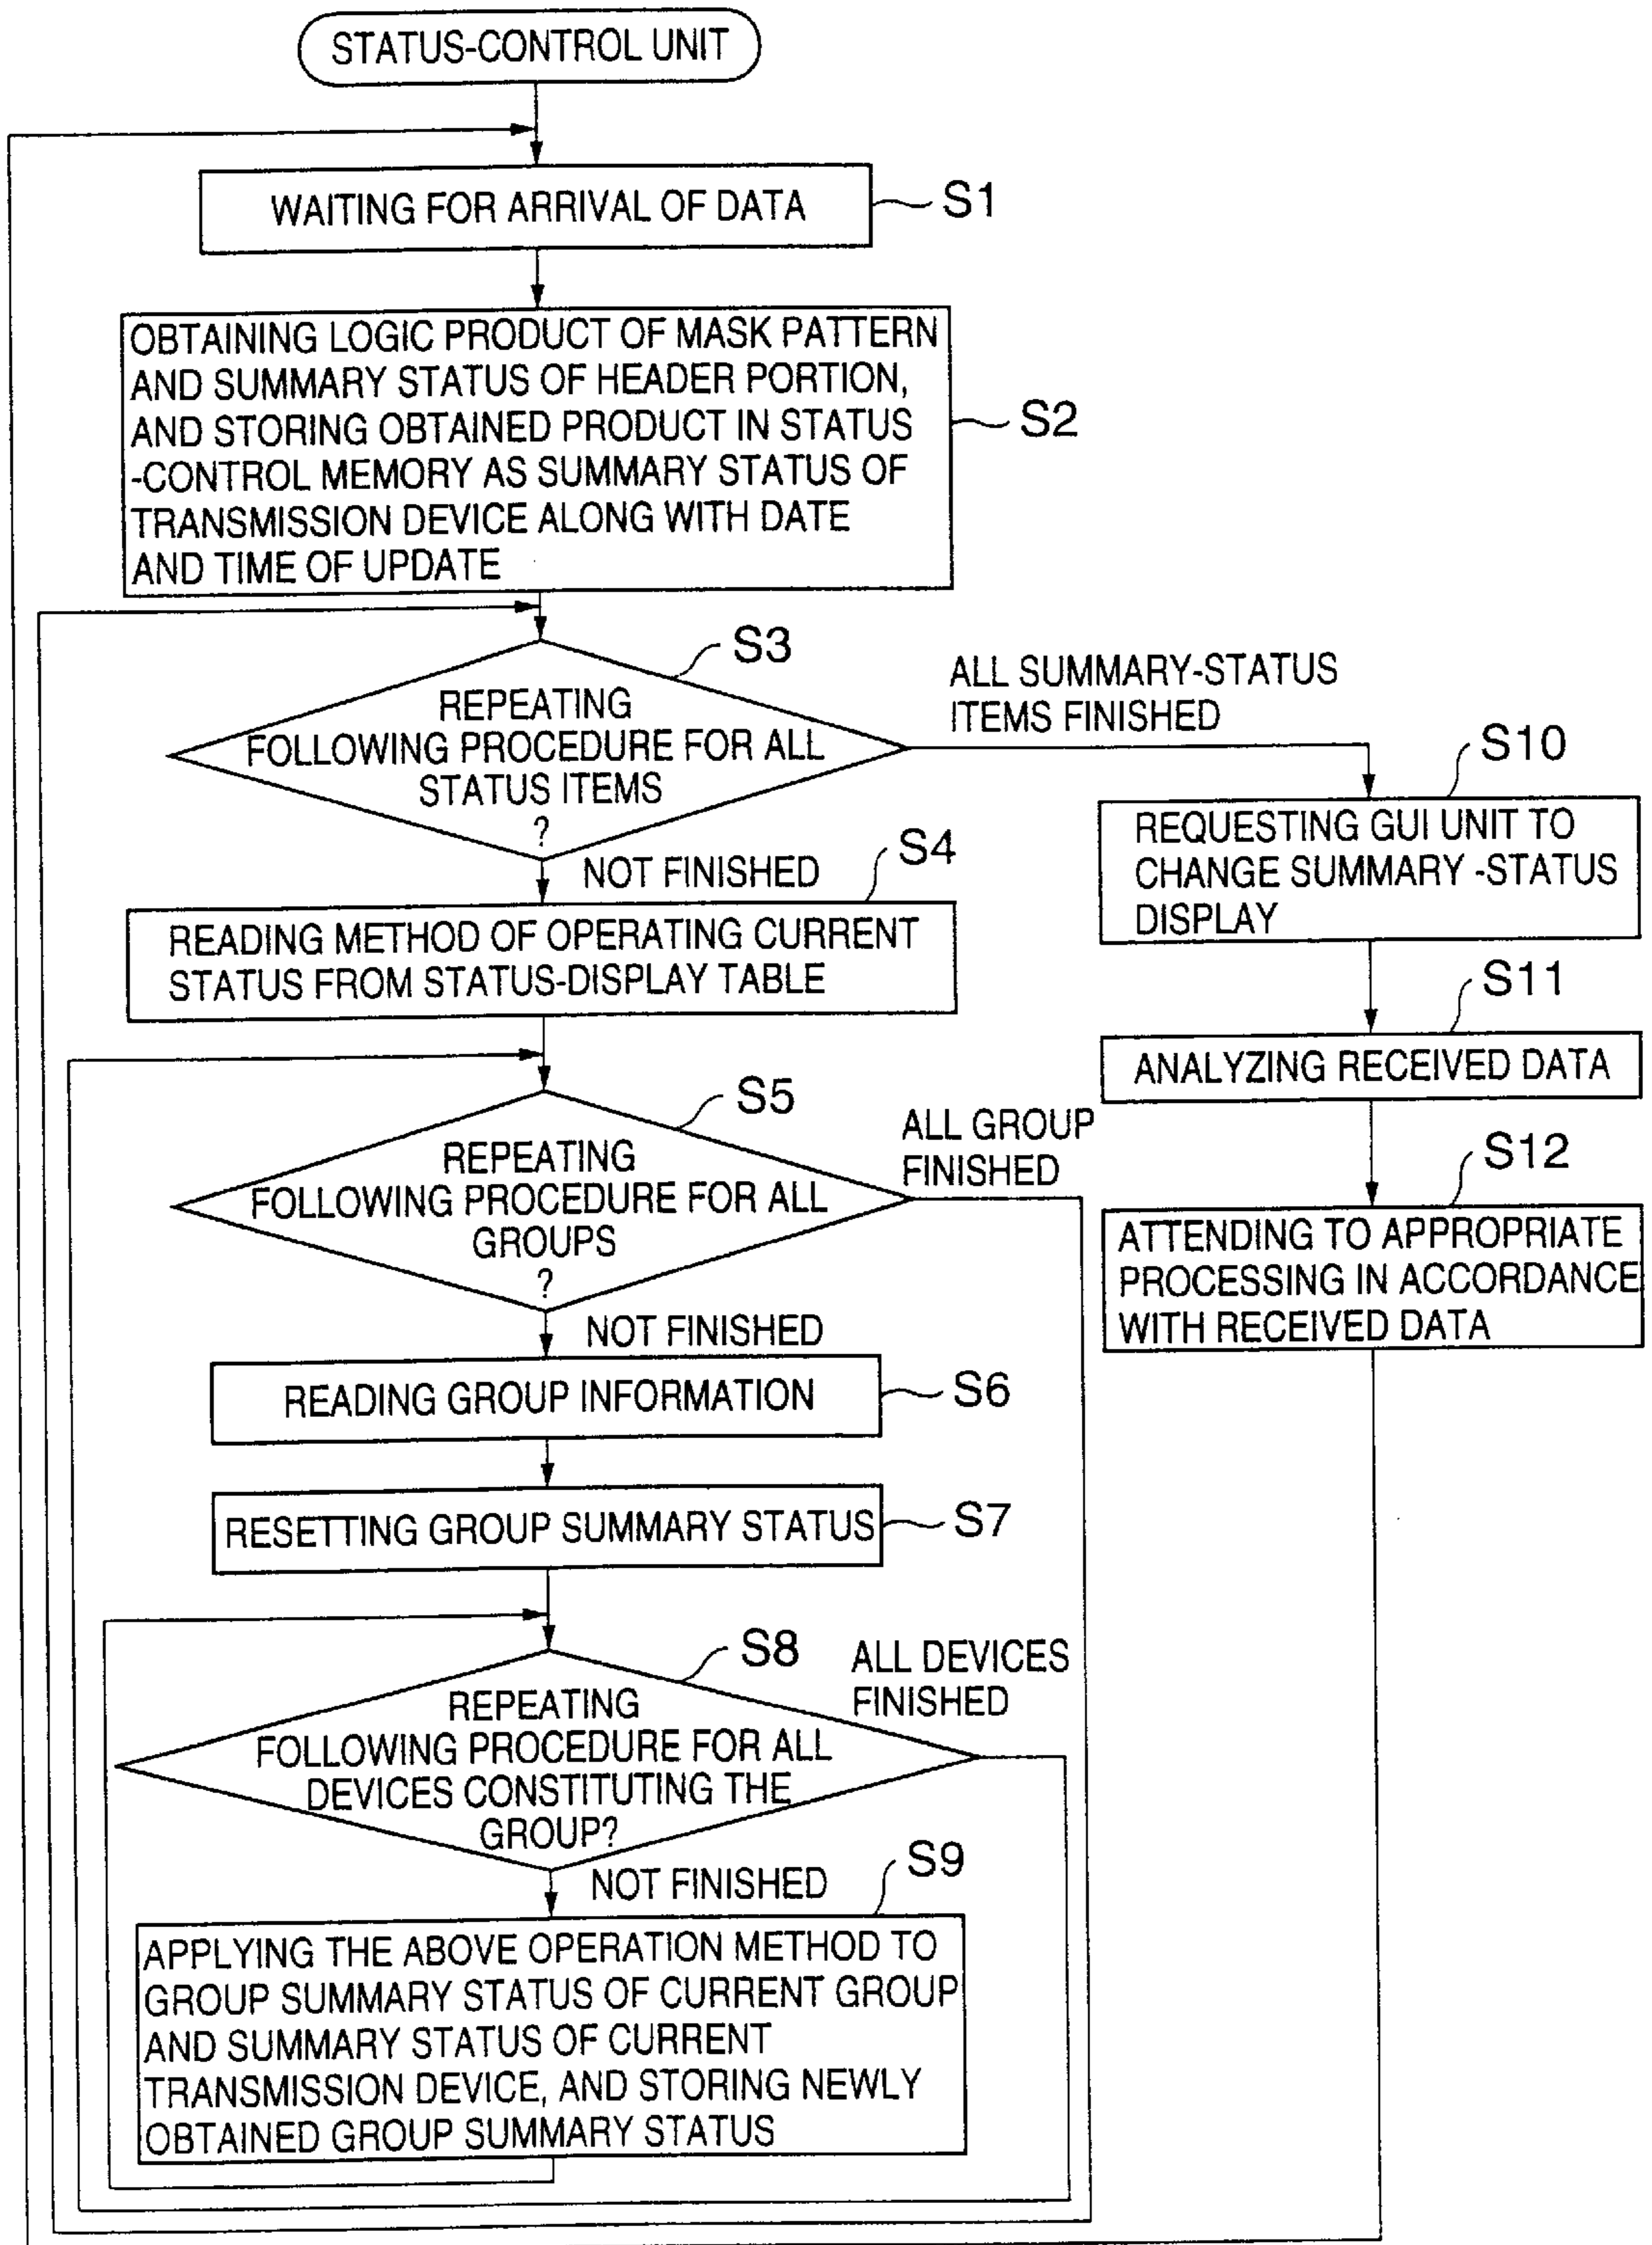 STATUS-CONTROL UNIT
WAITING FOR ARRIVAL OF DATA
S1
OBTAINING LOGIC PRODUCT OF MASK PATTERN
AND SUMMARY STATUS OF HEADER PORTION,
AND STORING OBTAINED PRODUCT IN STATUS
-CONTROL MEMORY AS SUMMARY STATUS OF
TRANSMISSION DEVICE ALONG WITH DATE
AND TIME OF UPDATE
S2
S3
REPEATING
FOLLOWING PROCEDURE FOR ALL
STATUS ITEMS
?
ALL SUMMARY-STATUS
ITEMS FINISHED
NOT FINISHED
S4
READING METHOD OF OPERATING CURRENT
STATUS FROM STATUS-DISPLAY TABLE
S10
REQUESTING GUI UNIT TO
CHANGE SUMMARY -STATUS
DISPLAY
S11
ANALYZING RECEIVED DATA
S12
ATTENDING TO APPROPRIATE
PROCESSING IN ACCORDANCE
WITH RECEIVED DATA
S5
REPEATING
FOLLOWING PROCEDURE FOR ALL
GROUPS
?
ALL GROUP
FINISHED
NOT FINISHED
READING GROUP INFORMATION
S6
RESETTING GROUP SUMMARY STATUS
S7
S8
REPEATING
FOLLOWING PROCEDURE FOR ALL
DEVICES CONSTITUTING THE
GROUP?
ALL DEVICES
FINISHED
NOT FINISHED
S9
APPLYING THE ABOVE OPERATION METHOD TO
GROUP SUMMARY STATUS OF CURRENT GROUP
AND SUMMARY STATUS OF CURRENT
TRANSMISSION DEVICE, AND STORING NEWLY
OBTAINED GROUP SUMMARY STATUS